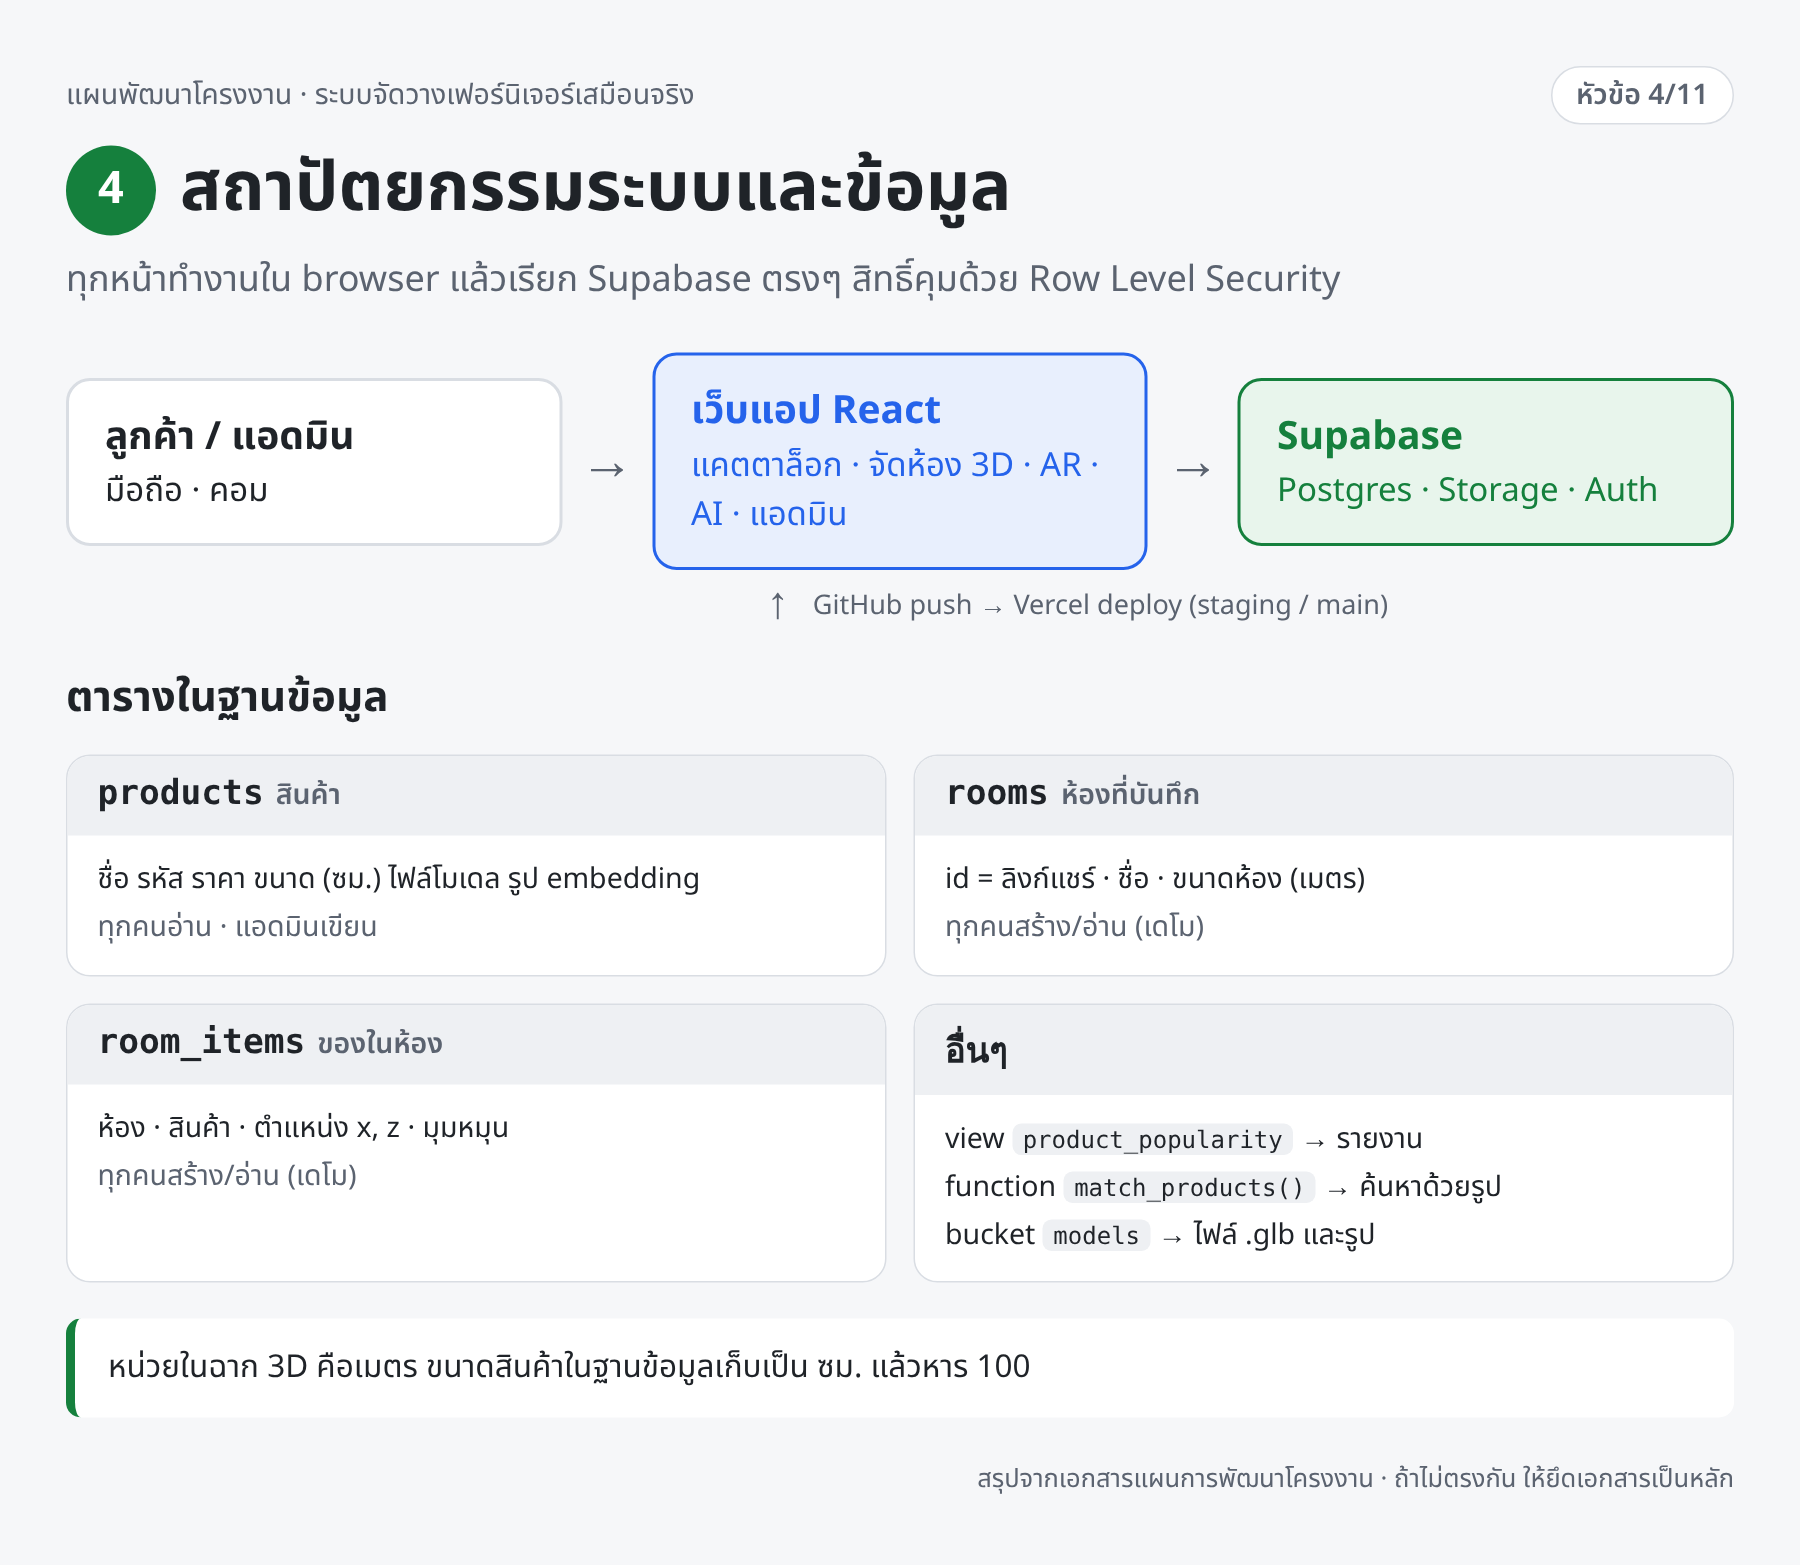 แผนพัฒนาโครงงาน · ระบบจัดวางเฟอร์นิเจอร์เสมือนจริง
หัวข้อ 4/11
4 สถาปัตยกรรมระบบและข้อมูล
ทุกหน้าทำงานใน browser แล้วเรียก Supabase ตรงๆ สิทธิ์คุมด้วย Row Level Security
ลูกค้า / แอดมิน
มือถือ · คอม
→
เว็บแอป React
แคตตาล็อก · จัดห้อง 3D · AR ·
AI · แอดมิน
→
Supabase
Postgres · Storage · Auth
↑ GitHub push → Vercel deploy (staging / main)
ตารางในฐานข้อมูล
products สินค้า
ชื่อ รหัส ราคา ขนาด (ซม.) ไฟล์โมเดล รูป embedding
ทุกคนอ่าน · แอดมินเขียน
rooms ห้องที่บันทึก
id = ลิงก์แชร์ · ชื่อ · ขนาดห้อง (เมตร)
ทุกคนสร้าง/อ่าน (เดโม)
room_items ของในห้อง
ห้อง · สินค้า · ตำแหน่ง x, z · มุมหมุน
ทุกคนสร้าง/อ่าน (เดโม)
อื่นๆ
view product_popularity → รายงาน
function match_products() → ค้นหาด้วยรูป
bucket models → ไฟล์ .glb และรูป
หน่วยในฉาก 3D คือเมตร ขนาดสินค้าในฐานข้อมูลเก็บเป็น ซม. แล้วหาร 100
สรุปจากเอกสารแผนการพัฒนาโครงงาน · ถ้าไม่ตรงกัน ให้ยึดเอกสารเป็นหลัก